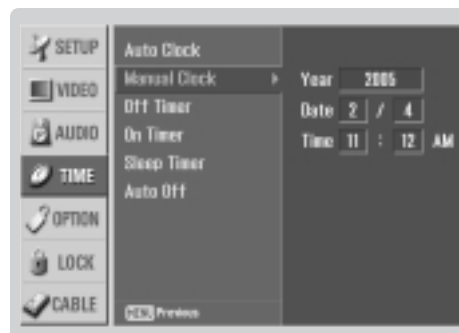 SETUP
VIDEO
AUDIO
TIME
OPTION
LOCK
CABLE
Auto Clock
Manual Clock
Off Timer
On Timer
Sleep Timer
Auto Off
MENU Previous
Year 2005
Date 2 / 4
Time 11 : 12 AM